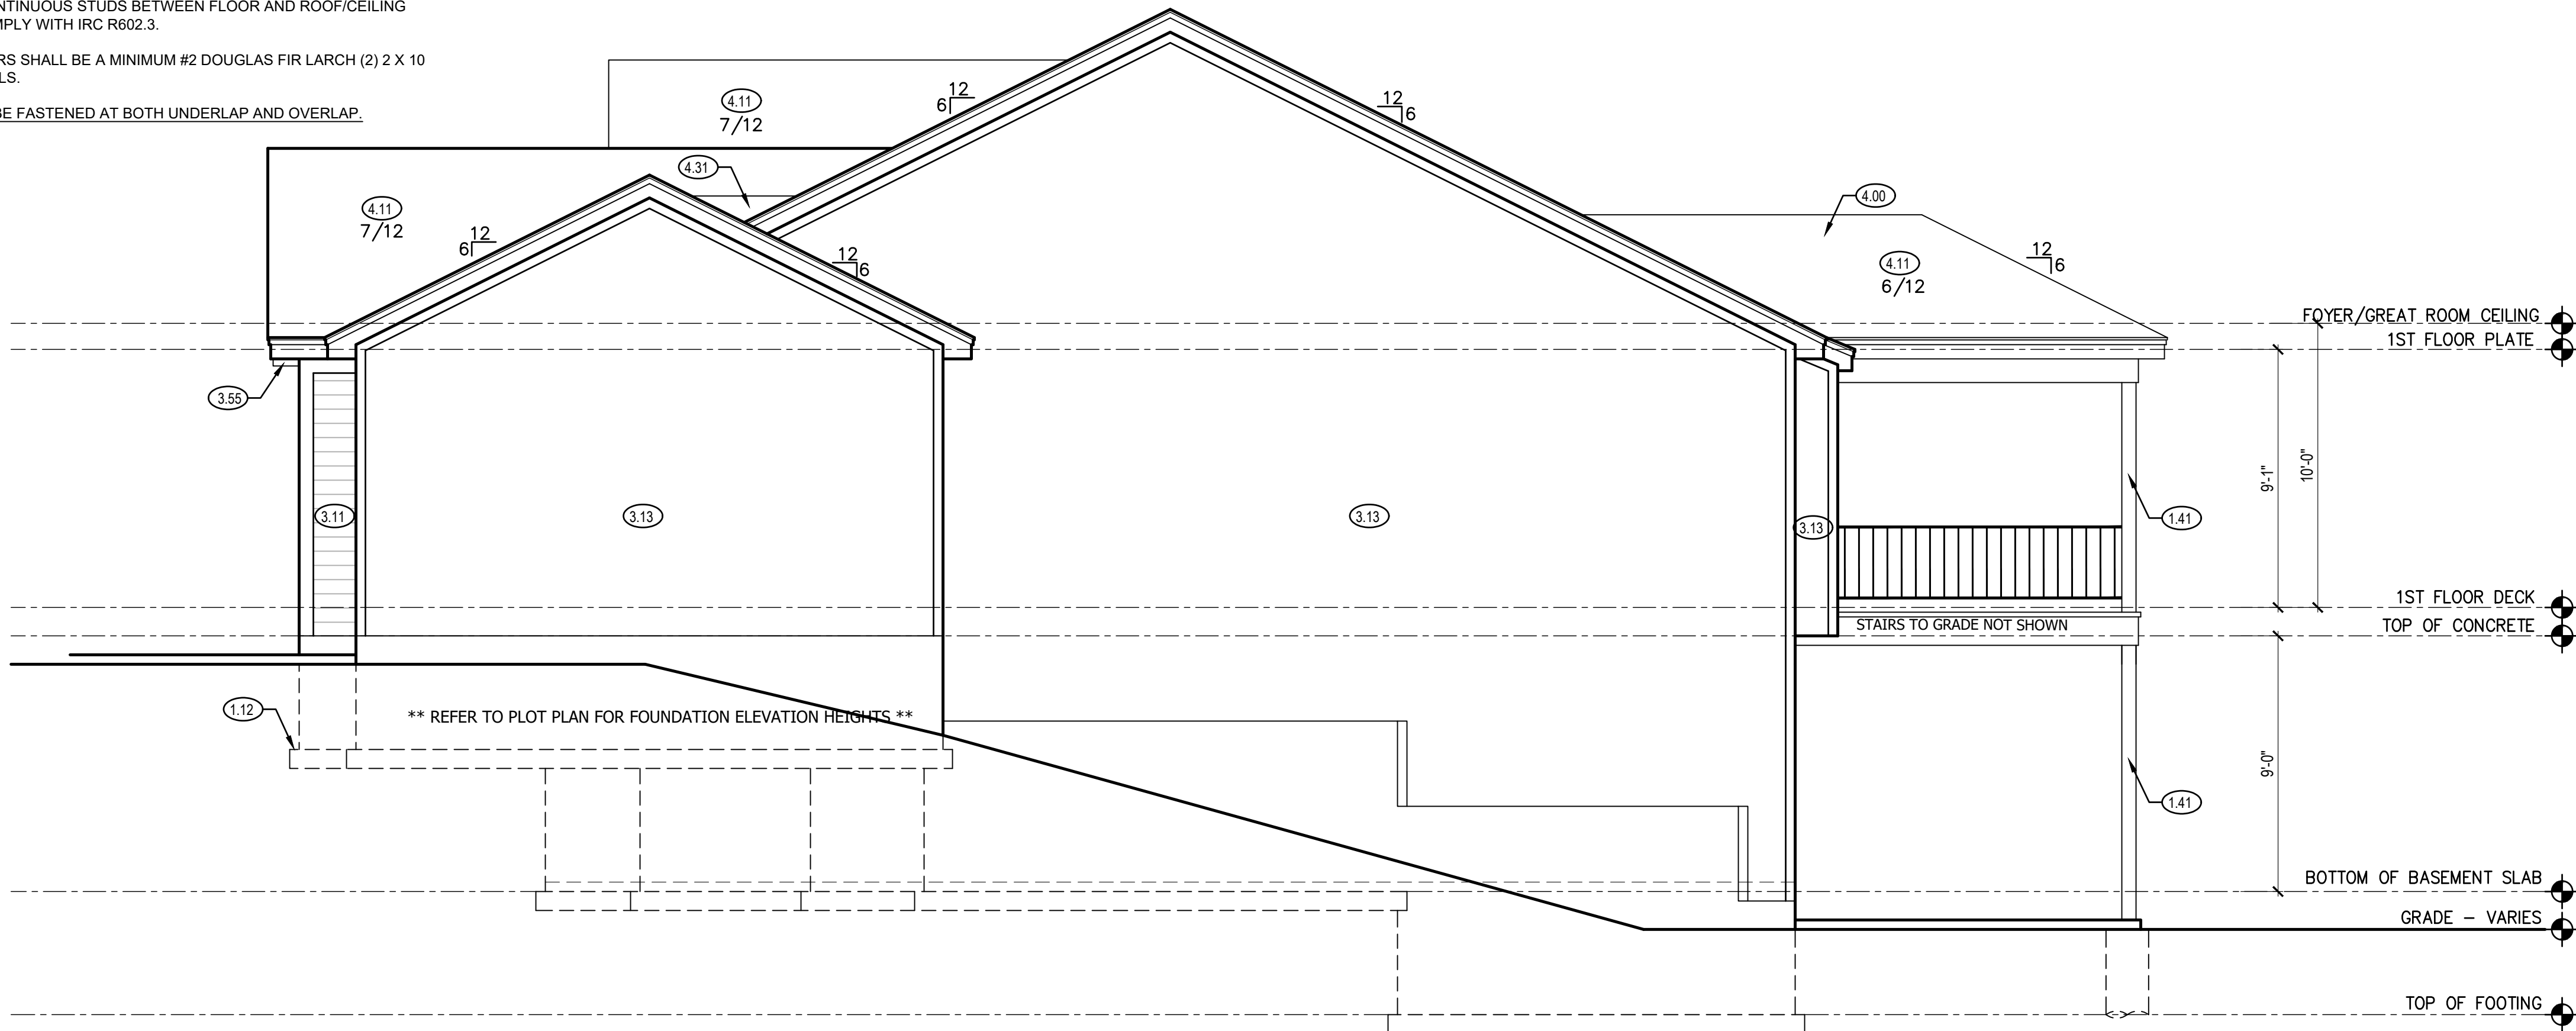 NTINUOUS STUDS BETWEEN FLOOR AND ROOF/CEILING
MPLY WITH IRC R602.3.
RS SHALL BE A MINIMUM #2 DOUGLAS FIR LARCH (2) 2 X 10
LS.
BE FASTENED AT BOTH UNDERLAP AND OVERLAP.
4.11
7/12
12
6
12
6
4.31
4.11
7/12
12
6
12
6
4.00
4.11
6/12
12
6
FOYER/GREAT ROOM CEILING
1ST FLOOR PLATE
3.55
3.11
3.13
3.13
3.13
1.41
9'-1"
10'-0"
1ST FLOOR DECK
STAIRS TO GRADE NOT SHOWN
TOP OF CONCRETE
1.12
** REFER TO PLOT PLAN FOR FOUNDATION ELEVATION HEIGHTS **
9'-0"
1.41
BOTTOM OF BASEMENT SLAB
GRADE – VARIES
TOP OF FOOTING